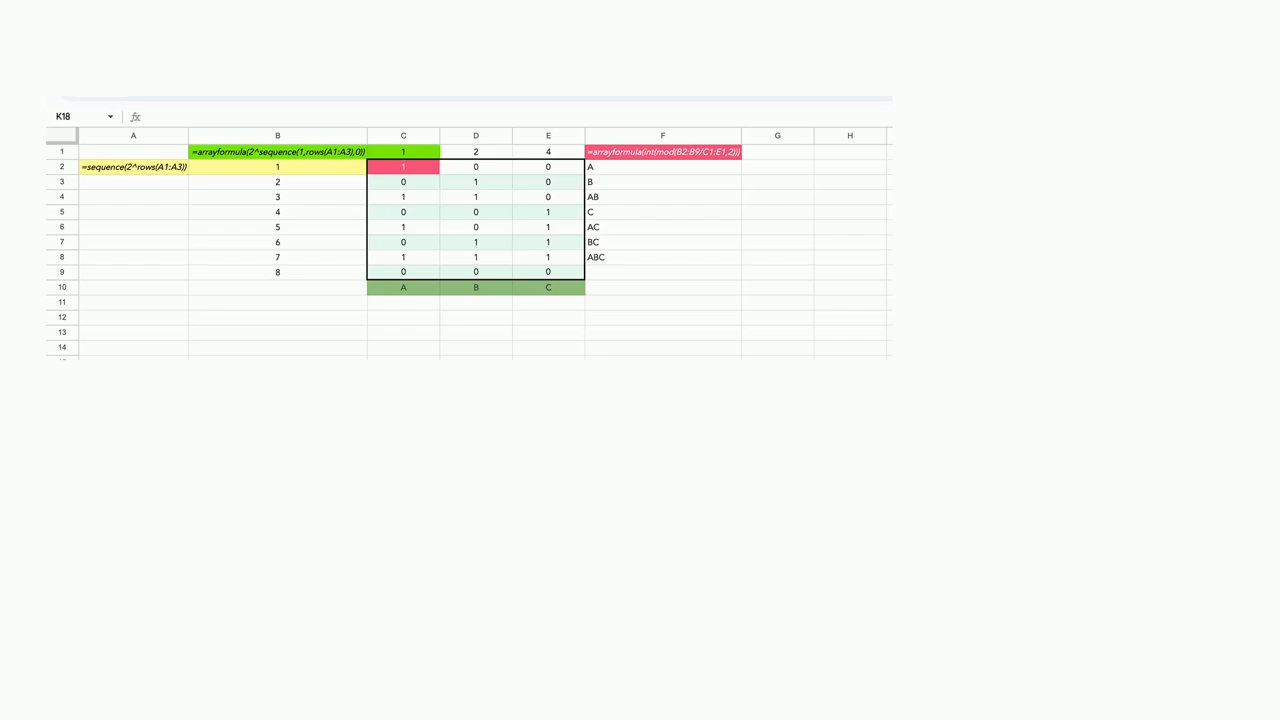 K18 fx
A B C D E F G H
1 =arrayformula(2^sequence(1,rows(A1:A3),0)) 1 2 4 =arrayformula(int(mod(B2:B9/C1:E1,2)))
2 =sequence(2^rows(A1:A3)) 1 1 0 0 A
3 2 0 1 0 B
4 3 1 1 0 AB
5 4 0 0 1 C
6 5 1 0 1 AC
7 6 0 1 1 BC
8 7 1 1 1 ABC
9 8 0 0 0
10 A B C
11
12
13
14